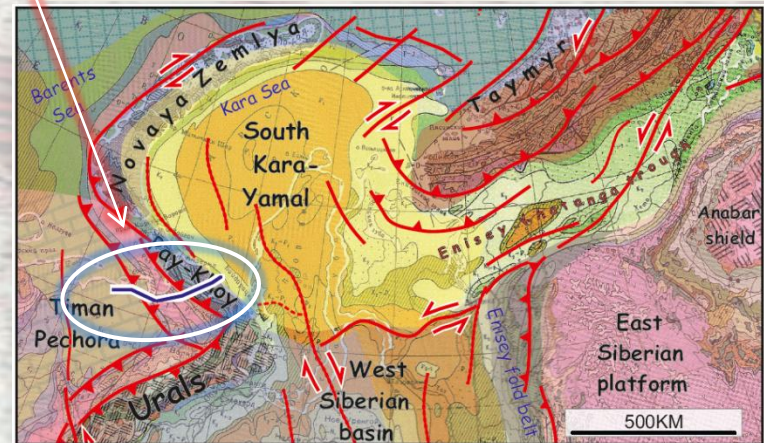 Barents
Sea
Novaya Zemlya
Kara Sea
Taymyr
South
Kara-
Yamal
Enisey Khatanga trough
Anabar
shield
ay-Khoy
Timan
Pechora
Urals
West
Siberian
basin
Enisey fold belt
East
Siberian
platform
500KM